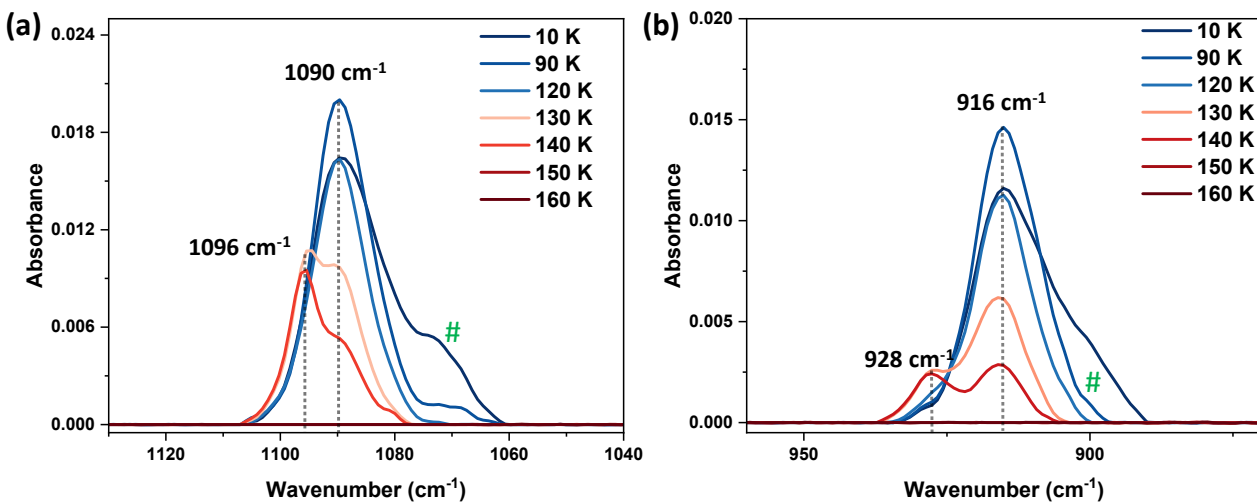 (a)
0.024
0.018
0.012
0.006
0.000
Absorbance
1090 cm-1
1096 cm-1
#
10 K
90 K
120 K
130 K
140 K
150 K
160 K
1120
1100
1080
1060
1040
Wavenumber (cm-1)
(b)
0.020
0.015
0.010
0.005
0.000
Absorbance
916 cm-1
928 cm-1
#
10 K
90 K
120 K
130 K
140 K
150 K
160 K
950
900
Wavenumber (cm-1)